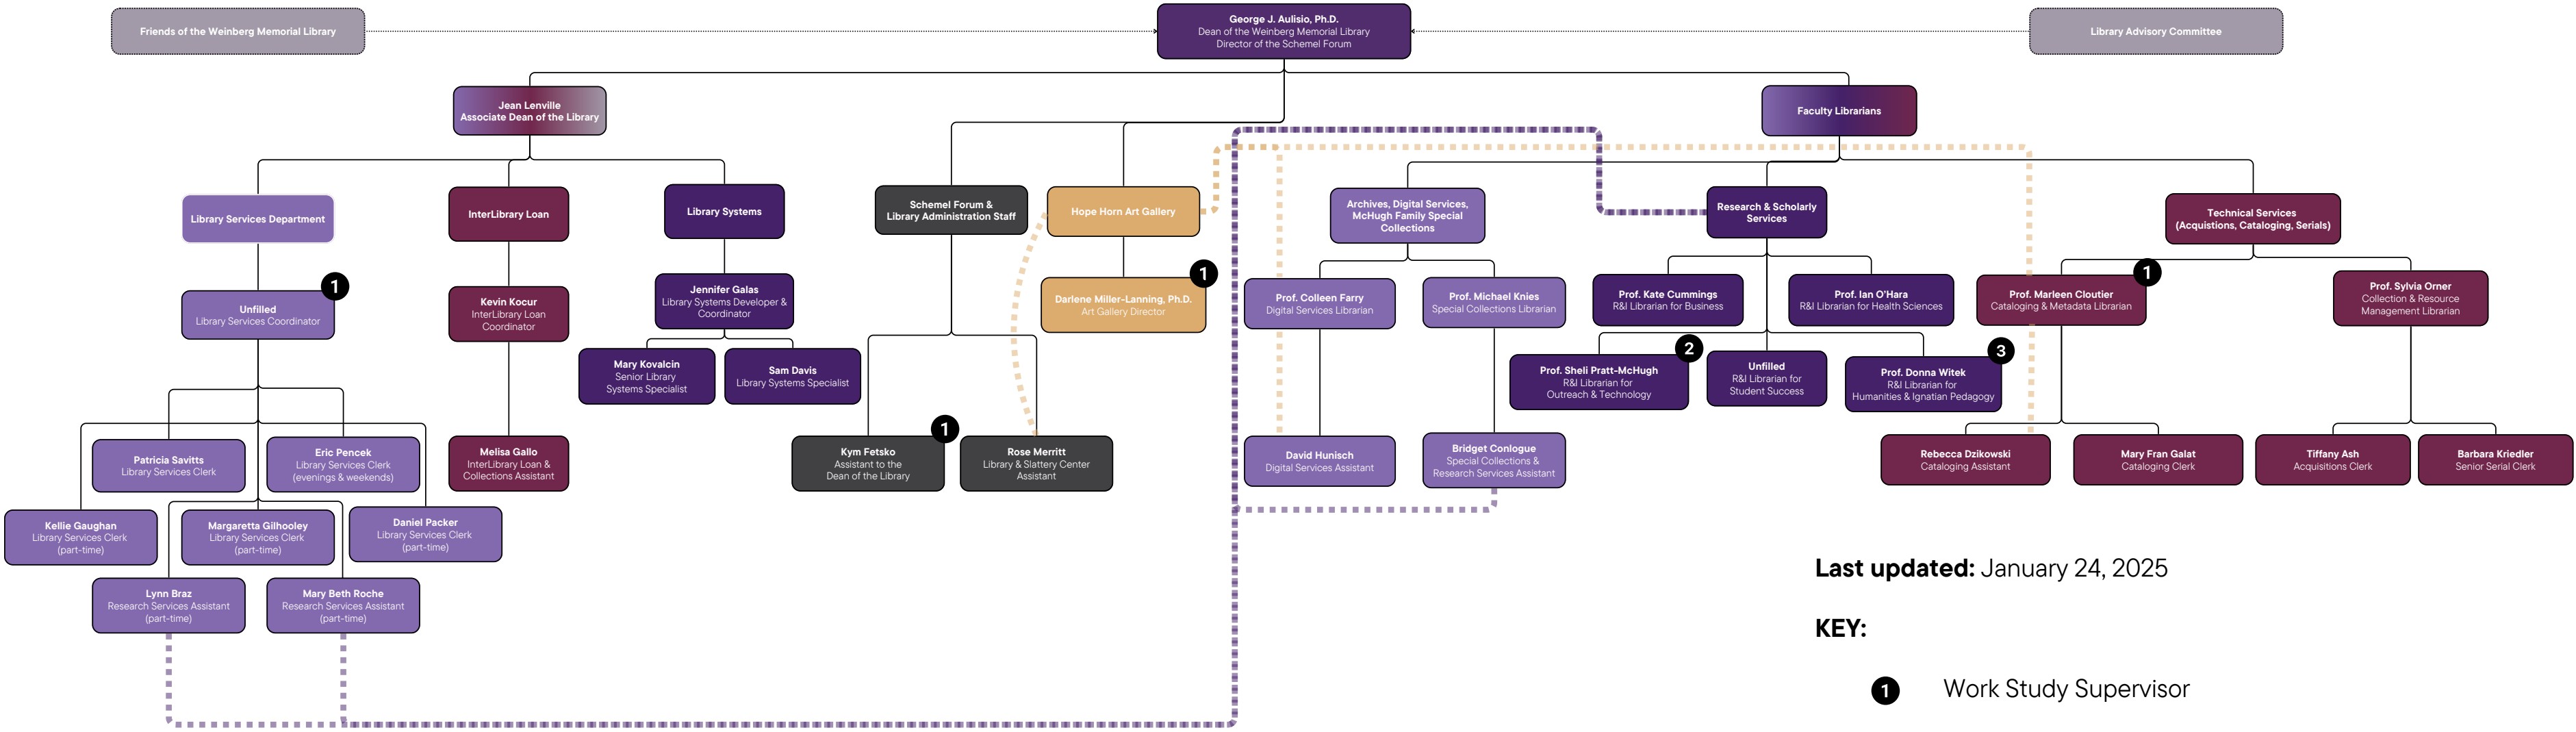 Friends of the Weinberg Memorial Library
George J. Aulisio, Ph.D.
Dean of the Weinberg Memorial Library
Director of the Schemel Forum
Library Advisory Committee
Jean Lenville
Associate Dean of the Library
Faculty Librarians
Library Services Department
InterLibrary Loan
Library Systems
Schemel Forum &
Library Administration Staff
Hope Horn Art Gallery
Archives, Digital Services,
McHugh Family Special
Collections
Research & Scholarly
Services
Technical Services
(Acquistions, Cataloging, Serials)
1
Unfilled
Library Services Coordinator
Kevin Kocur
InterLibrary Loan
Coordinator
Jennifer Galas
Library Systems Developer &
Coordinator
1
Darlene Miller-Lanning, Ph.D.
Art Gallery Director
Prof. Colleen Farry
Digital Services Librarian
Prof. Michael Knies
Special Collections Librarian
Prof. Kate Cummings
R&I Librarian for Business
Prof. Ian O'Hara
R&I Librarian for Health Sciences
1
Prof. Marleen Cloutier
Cataloging & Metadata Librarian
Prof. Sylvia Orner
Collection & Resource
Management Librarian
Mary Kovalcin
Senior Library
Systems Specialist
Sam Davis
Library Systems Specialist
2
Prof. Sheli Pratt-McHugh
R&I Librarian for
Outreach & Technology
Unfilled
R&I Librarian for
Student Success
3
Prof. Donna Witek
R&I Librarian for
Humanities & Ignatian Pedagogy
Patricia Savitts
Library Services Clerk
Eric Pencek
Library Services Clerk
(evenings & weekends)
Melisa Gallo
InterLibrary Loan &
Collections Assistant
1
Kym Fetsko
Assistant to the
Dean of the Library
Rose Merritt
Library & Slattery Center
Assistant
David Hunisch
Digital Services Assistant
Bridget Conlogue
Special Collections &
Research Services Assistant
Rebecca Dzikowski
Cataloging Assistant
Mary Fran Galat
Cataloging Clerk
Tiffany Ash
Acquisitions Clerk
Barbara Kriedler
Senior Serial Clerk
Kellie Gaughan
Library Services Clerk
(part-time)
Margaretta Gilhooley
Library Services Clerk
(part-time)
Daniel Packer
Library Services Clerk
(part-time)
Lynn Braz
Research Services Assistant
(part-time)
Mary Beth Roche
Research Services Assistant
(part-time)
Last updated: January 24, 2025
KEY:
1 Work Study Supervisor